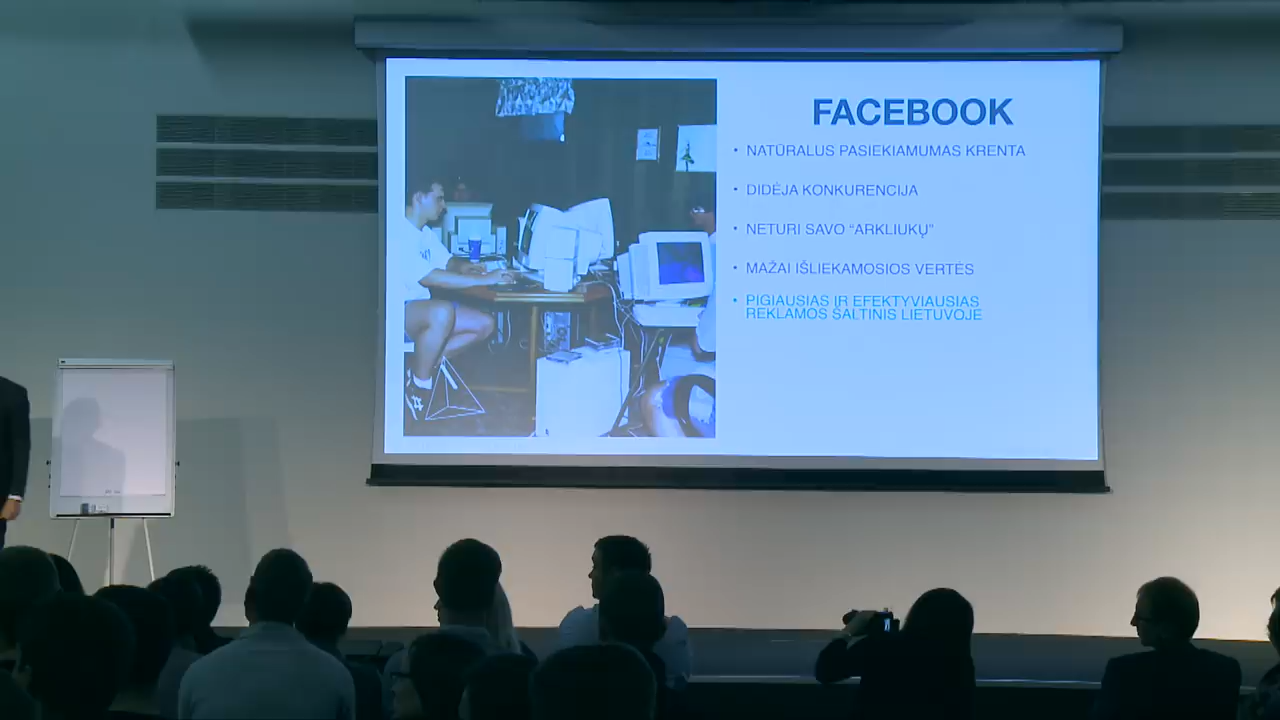 FACEBOOK
• NATŪRALUS PASIEKIAMUMAS KRENTA
• DIDĖJA KONKURENCIJA
• NETURI SAVO “ARKLIUKŲ”
• MAŽAI IŠLIEKAMOSIOS VERTĖS
• PIGIAUSIAS IR EFEKTYVIAUSIAS
REKLAMOS ŠALTINIS LIETUVOJE